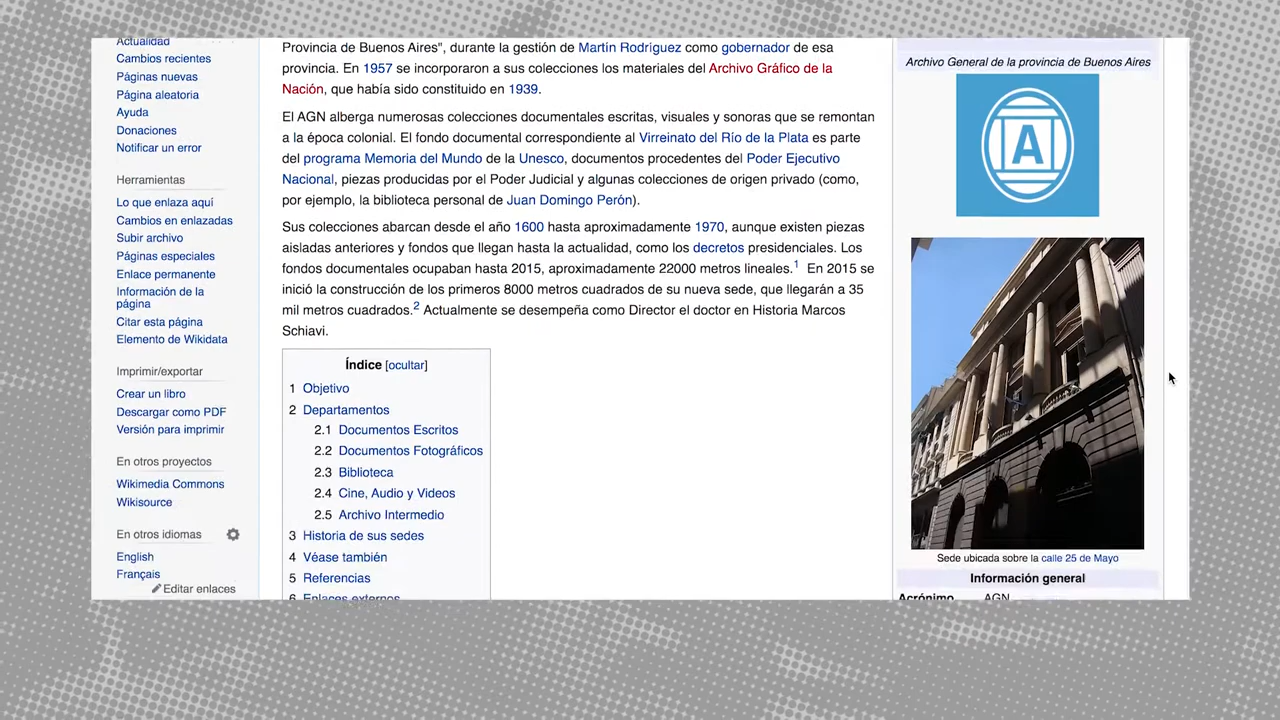 Actualidad
Cambios recientes
Páginas nuevas
Página aleatoria
Ayuda
Donaciones
Notificar un error
Herramientas
Lo que enlaza aquí
Cambios en enlazadas
Subir archivo
Páginas especiales
Enlace permanente
Información de la
página
Citar esta página
Elemento de Wikidata
Imprimir/exportar
Crear un libro
Descargar como PDF
Versión para imprimir
En otros proyectos
Wikimedia Commons
Wikisource
En otros idiomas
English
Français
Editar enlaces
Provincia de Buenos Aires", durante la gestión de Martín Rodríguez como gobernador de esa
provincia. En 1957 se incorporaron a sus colecciones los materiales del Archivo Gráfico de la
Nación, que había sido constituido en 1939.
El AGN alberga numerosas colecciones documentales escritas, visuales y sonoras que se remontan
a la época colonial. El fondo documental correspondiente al Virreinato del Río de la Plata es parte
del programa Memoria del Mundo de la Unesco, documentos procedentes del Poder Ejecutivo
Nacional, piezas producidas por el Poder Judicial y algunas colecciones de origen privado (como,
por ejemplo, la biblioteca personal de Juan Domingo Perón).
Sus colecciones abarcan desde el año 1600 hasta aproximadamente 1970, aunque existen piezas
aisladas anteriores y fondos que llegan hasta la actualidad, como los decretos presidenciales. Los
fondos documentales ocupaban hasta 2015, aproximadamente 22000 metros lineales.1 En 2015 se
inició la construcción de los primeros 8000 metros cuadrados de su nueva sede, que llegarán a 35
mil metros cuadrados.2 Actualmente se desempeña como Director el doctor en Historia Marcos
Schiavi.
Índice [ocultar]
1 Objetivo
2 Departamentos
2.1 Documentos Escritos
2.2 Documentos Fotográficos
2.3 Biblioteca
2.4 Cine, Audio y Videos
2.5 Archivo Intermedio
3 Historia de sus sedes
4 Véase también
5 Referencias
6 Enlaces externos
Archivo General de la provincia de Buenos Aires
A
Sede ubicada sobre la calle 25 de Mayo
Información general
Acrónimo AGN